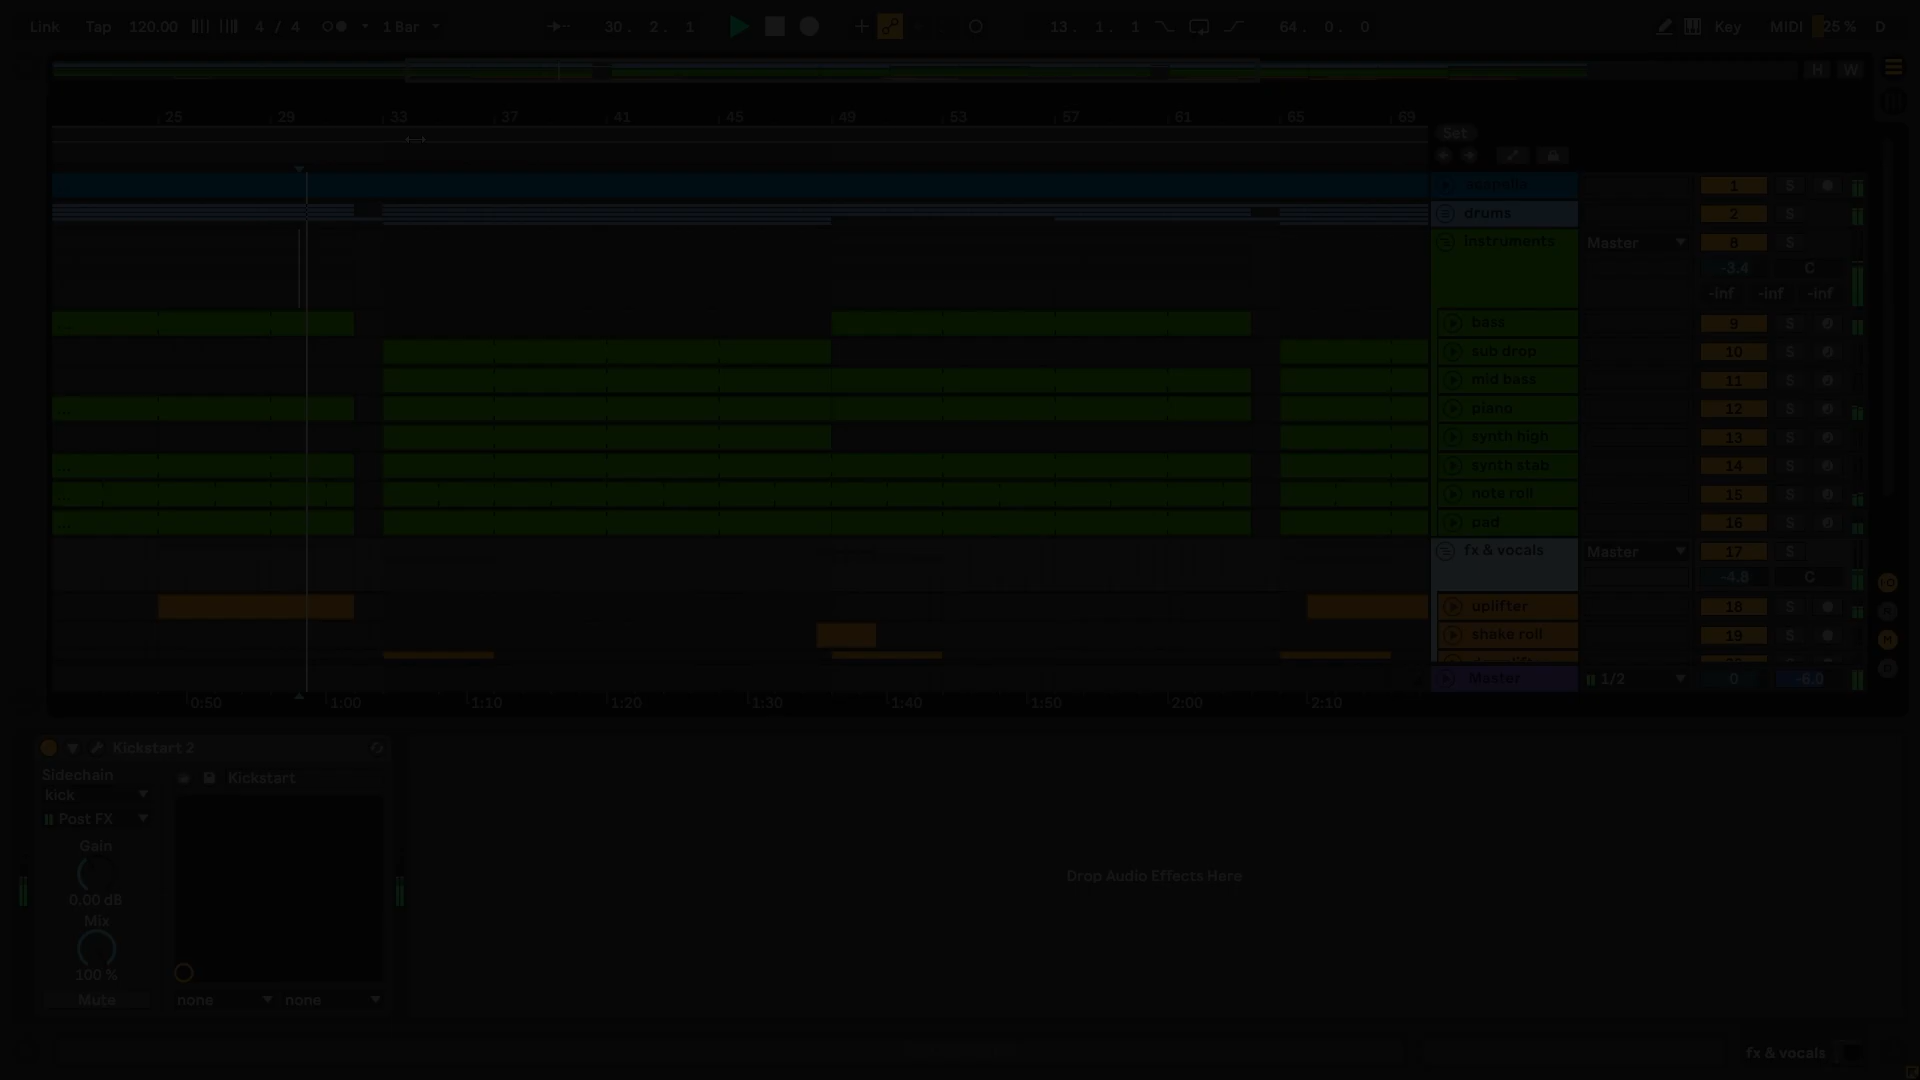 Link Tap 120.00 4 / 4 1 Bar 30. 2. 1 13. 1. 1 64. 0. 0 Key MIDI 25 % D
H W
25 29 33 37 41 45 49 53 57 61 65 69
Set
acapella 1 S
drums 2 S
instruments Master 8 S
-3.4 C
-inf -inf -inf
bass 9 S
sub drop 10 S
mid bass 11 S
piano 12 S
synth high 13 S
synth stab 14 S
note roll 15 S
pad 16 S
fx & vocals Master 17 S
-4.8 C
uplifter 18 S
shake roll 19 S
M
Master 1/2 0 -6.0
0:50 1:00 1:10 1:20 1:30 1:40 1:50 2:00 2:10
Kickstart 2
Sidechain
Kickstart
kick
Post FX
Gain
0.00 dB
Mix
100 %
Mute
none none
Drop Audio Effects Here
fx & vocals